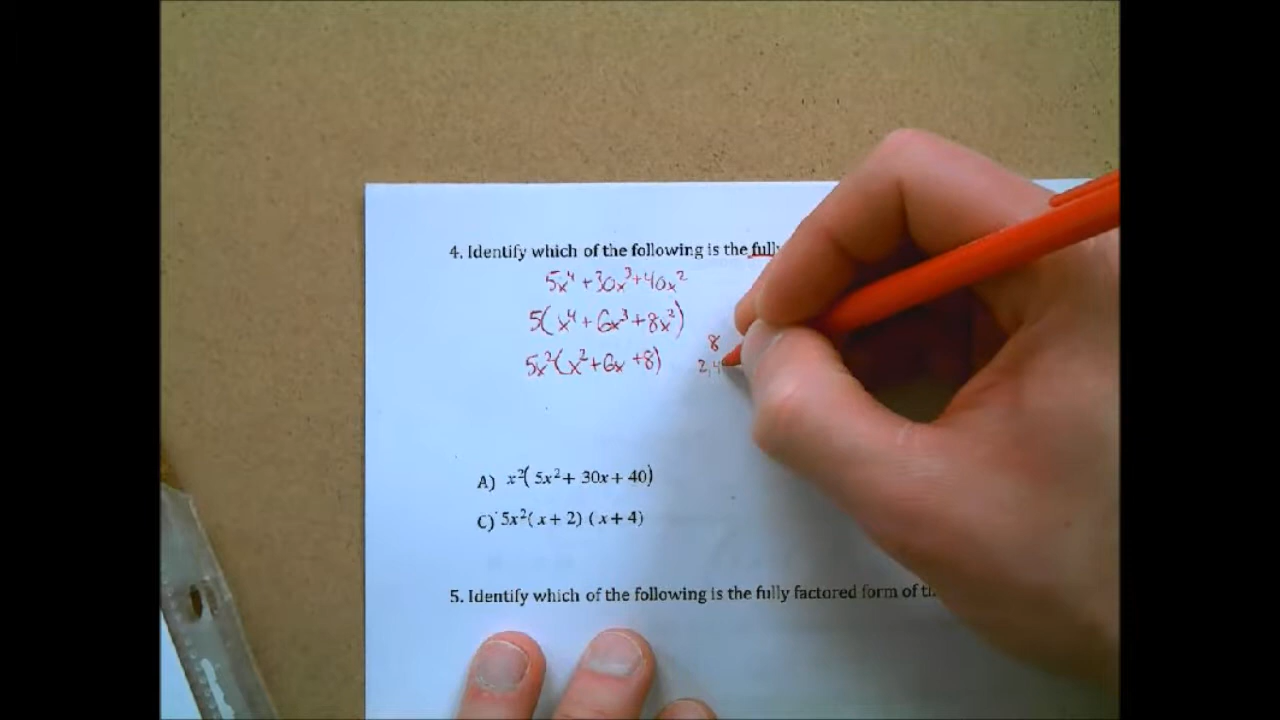 4. Identify which of the following is the full
5x⁴ + 30x³ + 40x²
5(x⁴ + 6x³ + 8x²)
5x²(x² + 6x + 8)
8
2,4
A) x²( 5x² + 30x + 40)
C) 5x²( x + 2) ( x + 4)
5. Identify which of the following is the fully factored form of